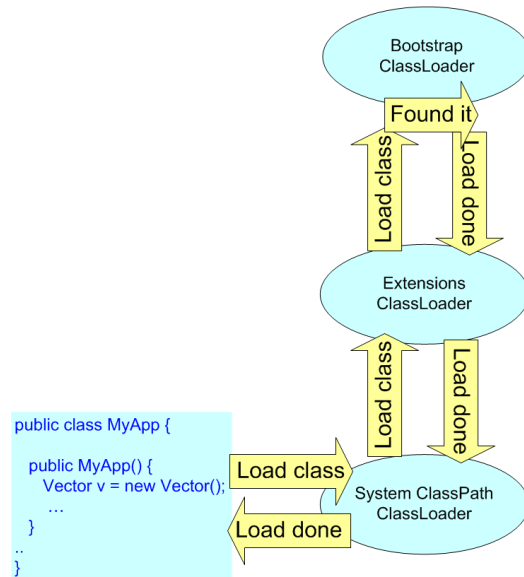 Bootstrap
ClassLoader
Found it
Load class
Load done
Extensions
ClassLoader
Load class
Load done
public class MyApp {
public MyApp() {
Vector v = new Vector();
...
}
..
}
Load class
Load done
System ClassPath
ClassLoader